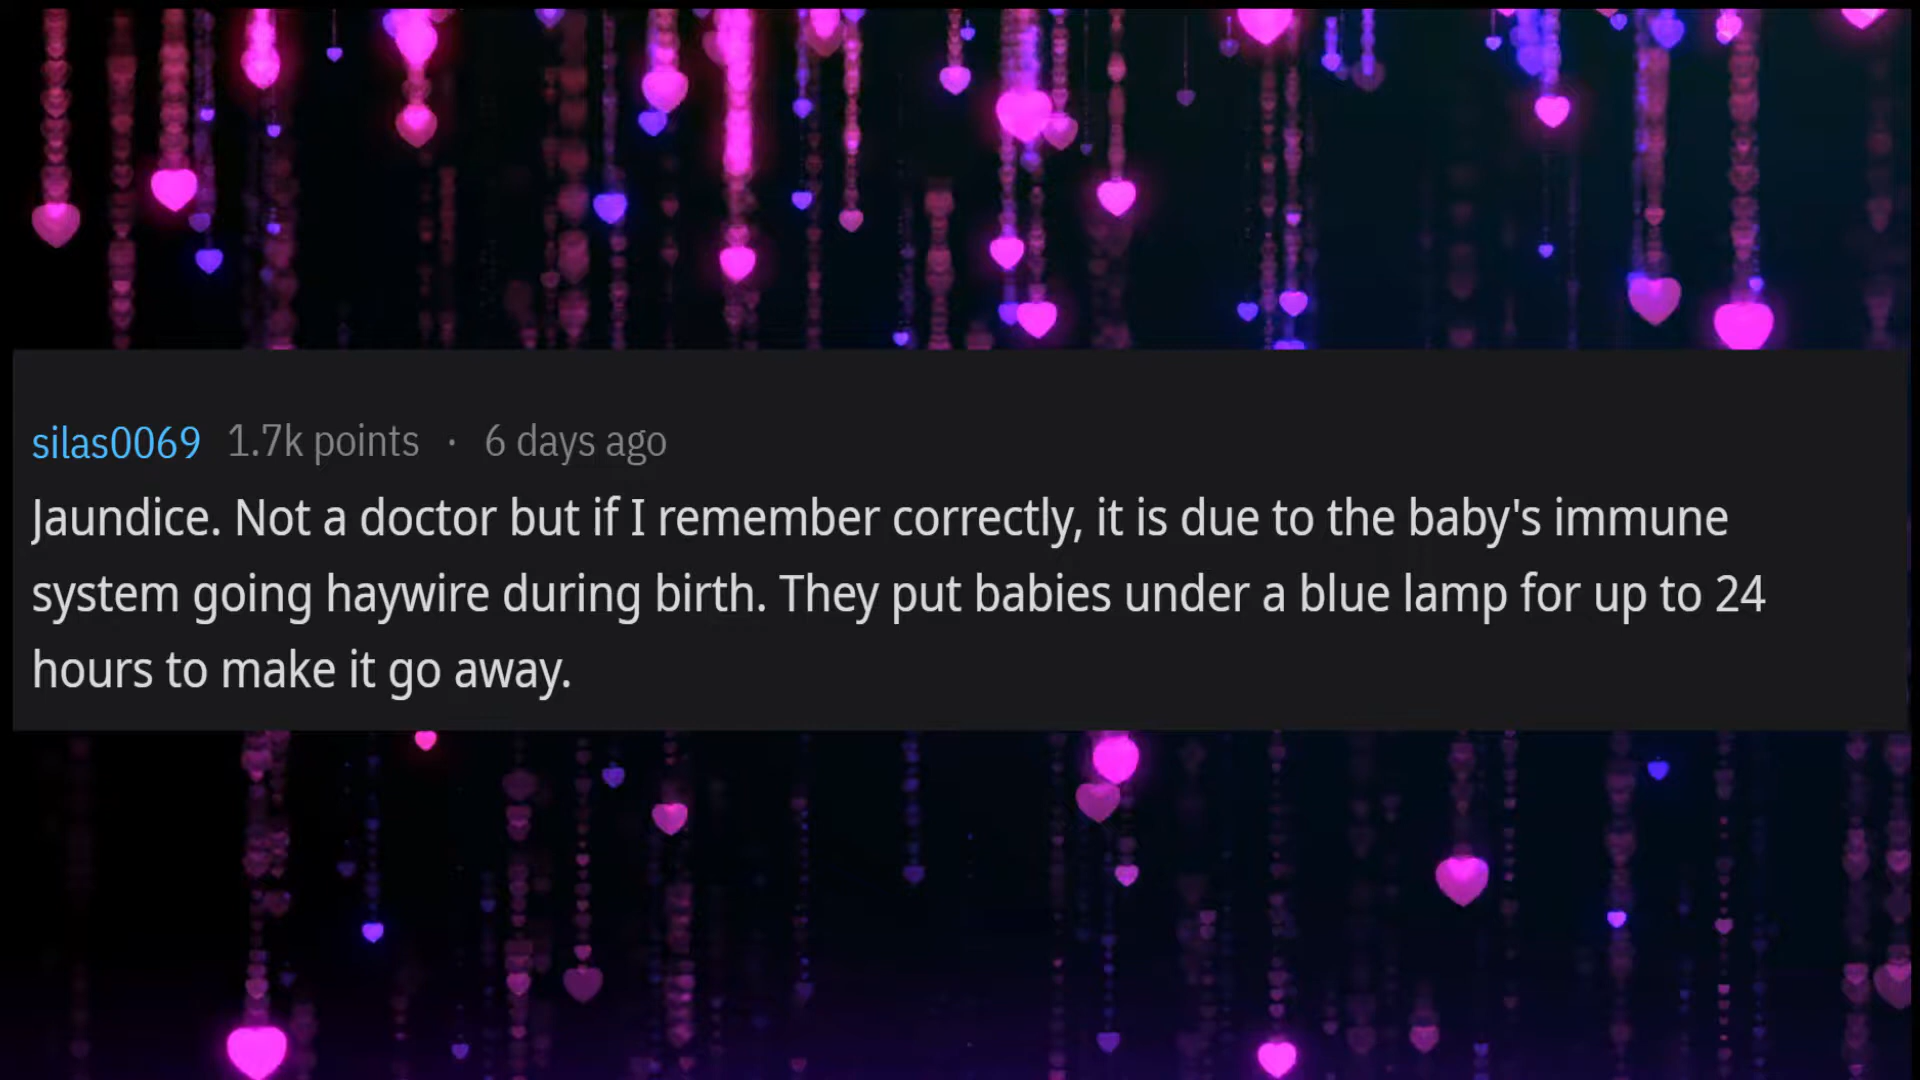 silas0069 1.7k points · 6 days ago
Jaundice. Not a doctor but if I remember correctly, it is due to the baby's immune
system going haywire during birth. They put babies under a blue lamp for up to 24
hours to make it go away.